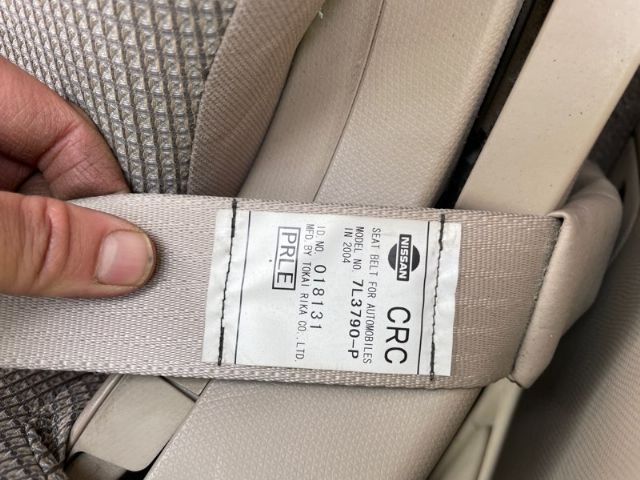 NISSAN CRC
SEAT BELT FOR AUTOMOBILES
MODEL NO. 7L3790-P
IN 2004
PRLE
ID. NO. 018131
MFD. BY TOKAI RIKA CO., LTD.